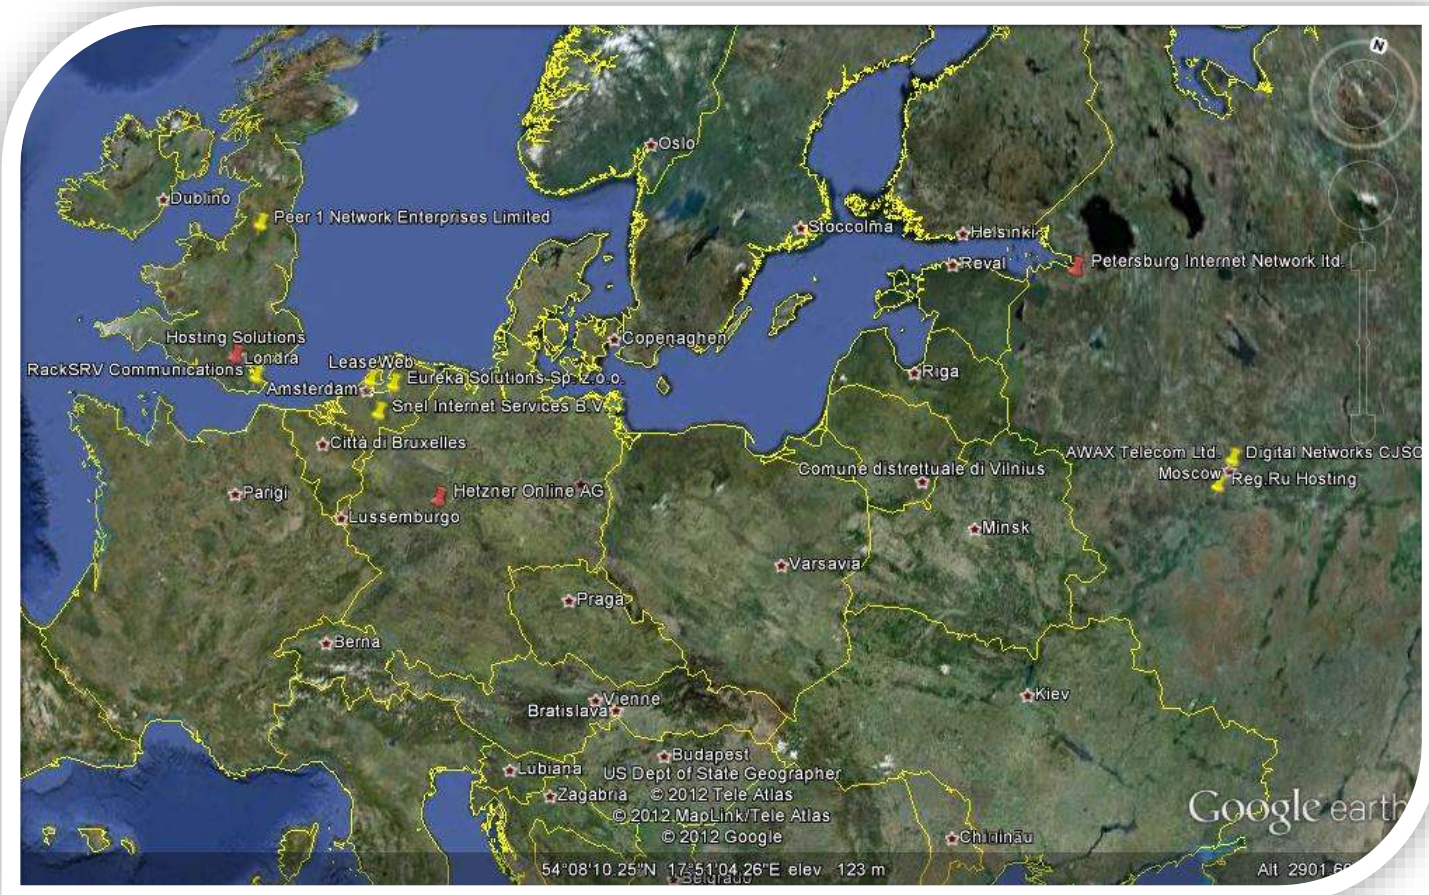 N
Oslo
Dublino
Peer 1 Network Enterprises Limited
Stoccolma
Helsinki
Reval
Petersburg Internet Network ltd.
Hosting Solutions
Londra
Copenaghen
LeaseWeb
RackSRV Communications
Eureka Solutions Sp. z.o.o.
Riga
Amsterdam
Snel Internet Services B.V.
Città di Bruxelles
AWAX Telecom Ltd.
Digital Networks CJSC
Comune distrettuale di Vilnius
Moscow
Reg.Ru Hosting
Parigi
Hetzner Online AG
Lussemburgo
Minsk
Varsavia
Praga
Berna
Kiev
Vienne
Bratislava
Budapest
Lubiana
US Dept of State Geographer
Zagabria
© 2012 Tele Atlas
© 2012 MapLink/Tele Atlas
Google earth
© 2012 Google
Chişinău
54°08'10.25"N 17°51'04.26"E elev 123 m
Alt 2901
Belgrado